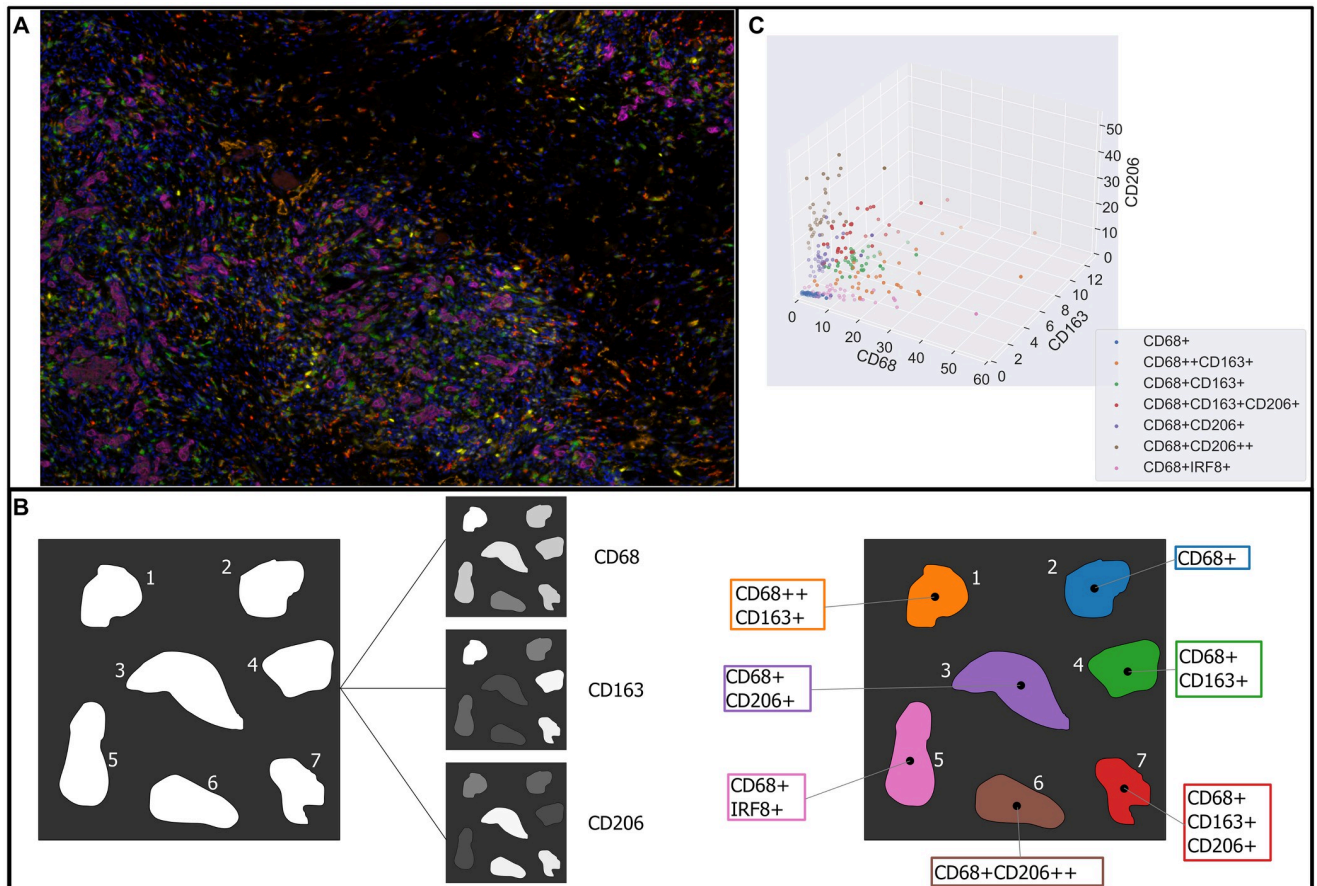 A
C
50
40
30
20
10
0
CD206
12
10
8
6
4
2
0
CD163
0
10
20
30
40
50
60
CD68
CD68+
CD68++CD163+
CD68+CD163+
CD68+CD163+CD206+
CD68+CD206+
CD68+CD206++
CD68+IRF8+
B
1
2
3
4
5
6
7
CD68
CD163
CD206
1
2
3
4
5
6
7
CD68++
CD163+
CD68+
CD68+
CD206+
CD68+
CD163+
CD68+
IRF8+
CD68+
CD163+
CD206+
CD68+CD206++